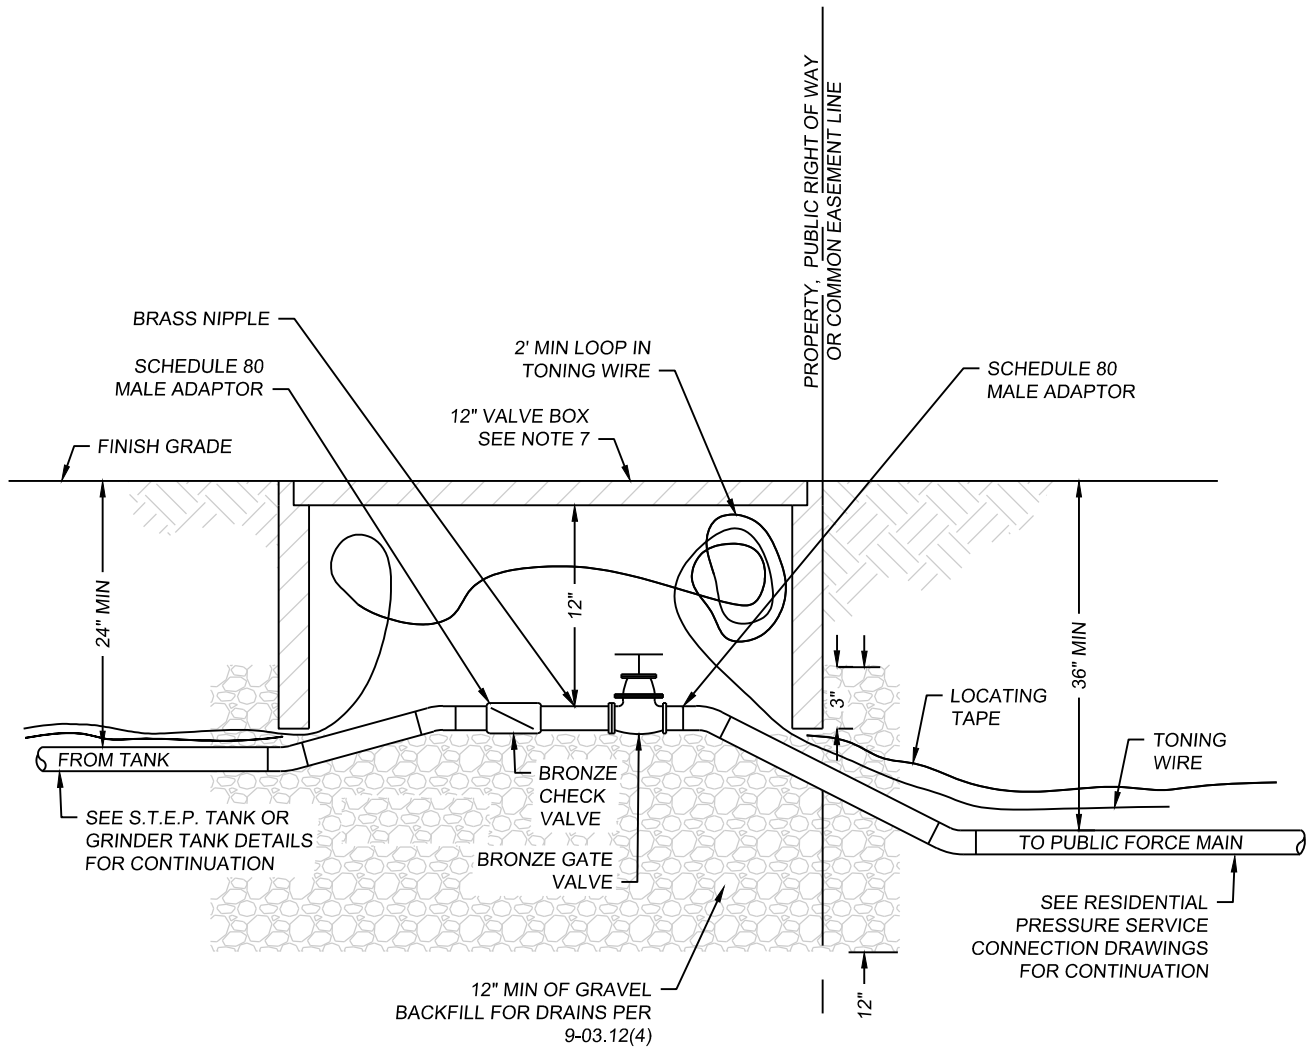 PROPERTY, PUBLIC RIGHT OF WAY
OR COMMON EASEMENT LINE
BRASS NIPPLE
SCHEDULE 80
MALE ADAPTOR
2' MIN LOOP IN
TONING WIRE
SCHEDULE 80
MALE ADAPTOR
12" VALVE BOX
SEE NOTE 7
FINISH GRADE
24" MIN
12"
36" MIN
3"
LOCATING
TAPE
TONING
WIRE
FROM TANK
BRONZE
CHECK
VALVE
SEE S.T.E.P. TANK OR
GRINDER TANK DETAILS
FOR CONTINUATION
BRONZE GATE
VALVE
TO PUBLIC FORCE MAIN
SEE RESIDENTIAL
PRESSURE SERVICE
CONNECTION DRAWINGS
FOR CONTINUATION
12" MIN OF GRAVEL
BACKFILL FOR DRAINS PER
9-03.12(4)
12"